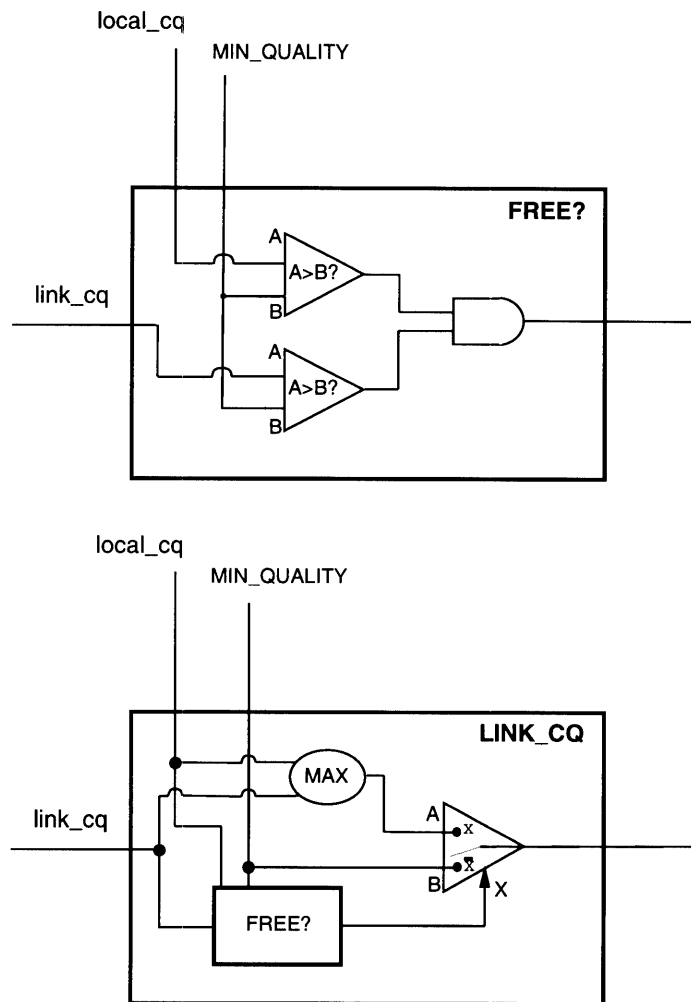 local_cq
MIN_QUALITY
FREE?
A
A>B?
link_cq
B
A
A>B?
B
local_cq
MIN_QUALITY
LINK_CQ
MAX
link_cq
A
x
x̄
B
X
FREE?